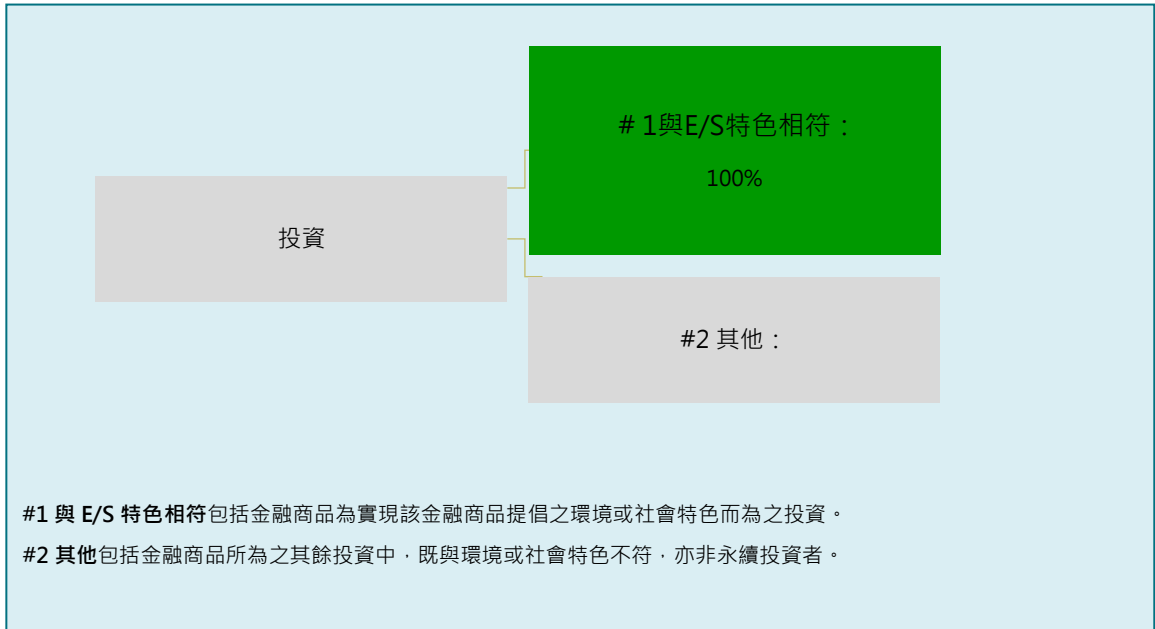 # 1與E/S特色相符：
100%
投資
#2 其他：
#1 與 E/S 特色相符包括金融商品為實現該金融商品提倡之環境或社會特色而為之投資。
#2 其他包括金融商品所為之其餘投資中，既與環境或社會特色不符，亦非永續投資者。